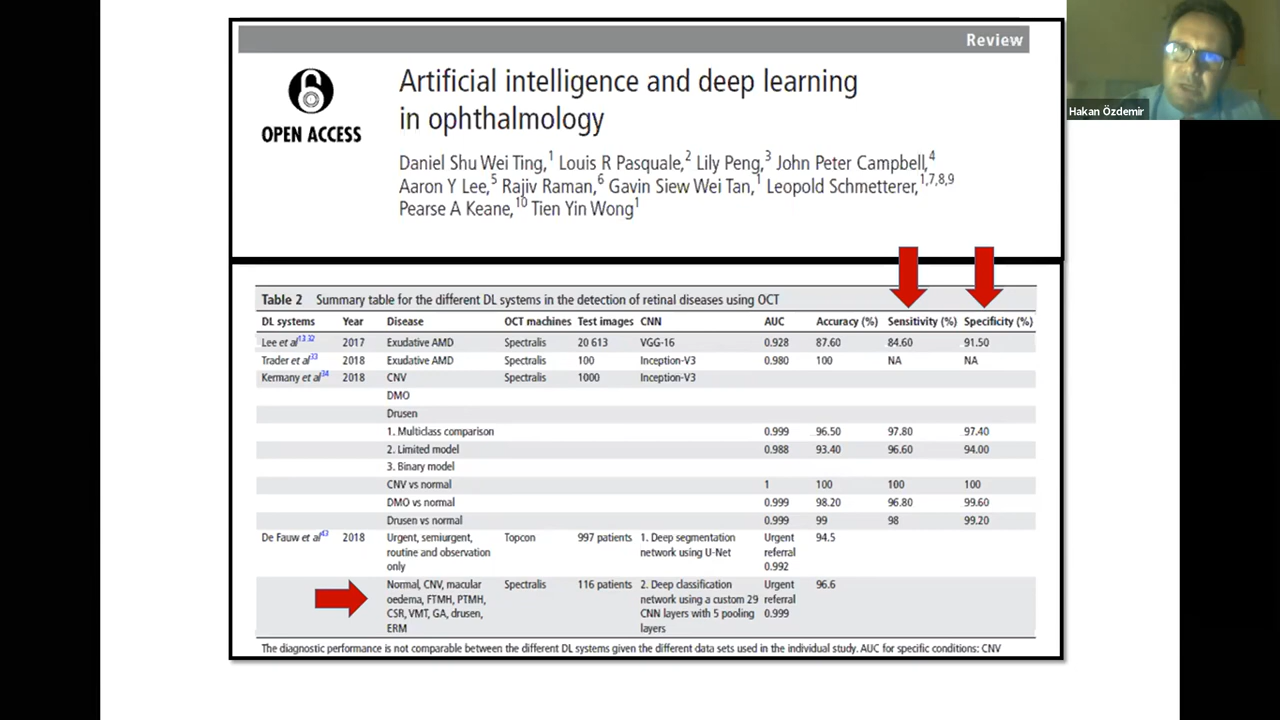 Review
Artificial intelligence and deep learning
in ophthalmology
OPEN ACCESS
Daniel Shu Wei Ting,1 Louis R Pasquale,2 Lily Peng,3 John Peter Campbell,4
Aaron Y Lee,5 Rajiv Raman,6 Gavin Siew Wei Tan,1 Leopold Schmetterer,1,7,8,9
Pearse A Keane,10 Tien Yin Wong1
Hakan Özdemir
Table 2 Summary table for the different DL systems in the detection of retinal diseases using OCT
DL systems Year Disease OCT machines Test images CNN AUC Accuracy (%) Sensitivity (%) Specificity (%)
Lee et al13 32 2017 Exudative AMD Spectralis 20 613 VGG-16 0.928 87.60 84.60 91.50
Trader et al33 2018 Exudative AMD Spectralis 100 Inception-V3 0.980 100 NA NA
Kermany et al34 2018 CNV Spectralis 1000 Inception-V3
DMO
Drusen
1. Multiclass comparison 0.999 96.50 97.80 97.40
2. Limited model 0.988 93.40 96.60 94.00
3. Binary model
CNV vs normal 1 100 100 100
DMO vs normal 0.999 98.20 96.80 99.60
Drusen vs normal 0.999 99 98 99.20
De Fauw et al43 2018 Urgent, semiurgent, Topcon 997 patients 1. Deep segmentation Urgent 94.5
routine and observation network using U-Net referral
only 0.992
Normal, CNV, macular Spectralis 116 patients 2. Deep classification Urgent 96.6
oedema, FTMH, PTMH, network using a custom 29 referral
CSR, VMT, GA, drusen, CNN layers with 5 pooling 0.999
ERM layers
The diagnostic performance is not comparable between the different DL systems given the different data sets used in the individual study. AUC for specific conditions: CNV